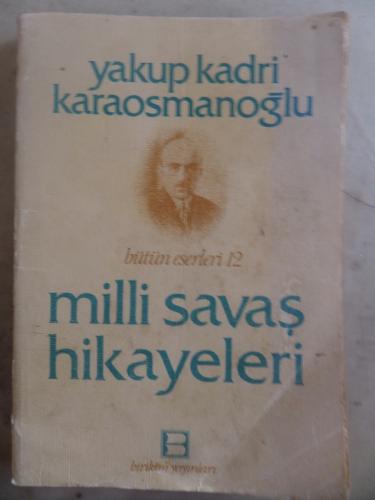 yakup kadri
karaosmanoğlu
bütün eserleri 12
milli savaş
hikayeleri
B
birikim yayınları